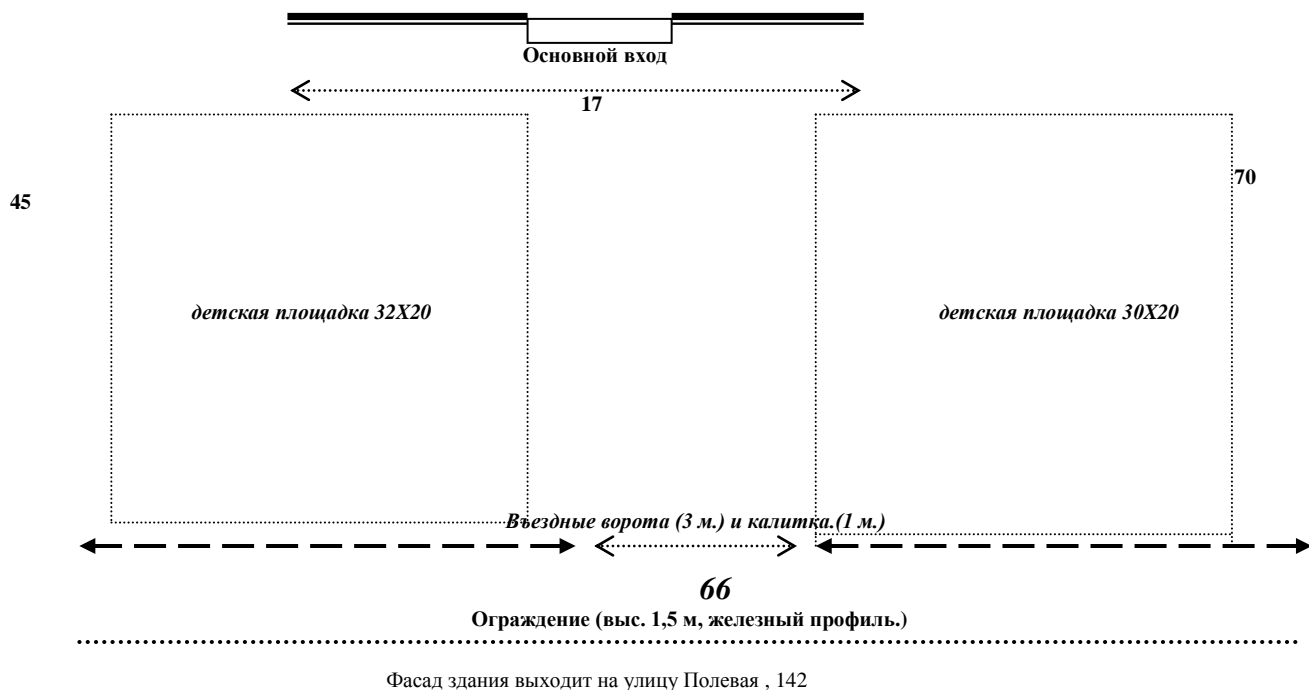 Основной вход
17
45
70
детская площадка 32Х20
детская площадка 30Х20
Въездные ворота (3 м.) и калитка.(1 м.)
66
Ограждение (выс. 1,5 м, железный профиль.)
Фасад здания выходит на улицу Полевая , 142